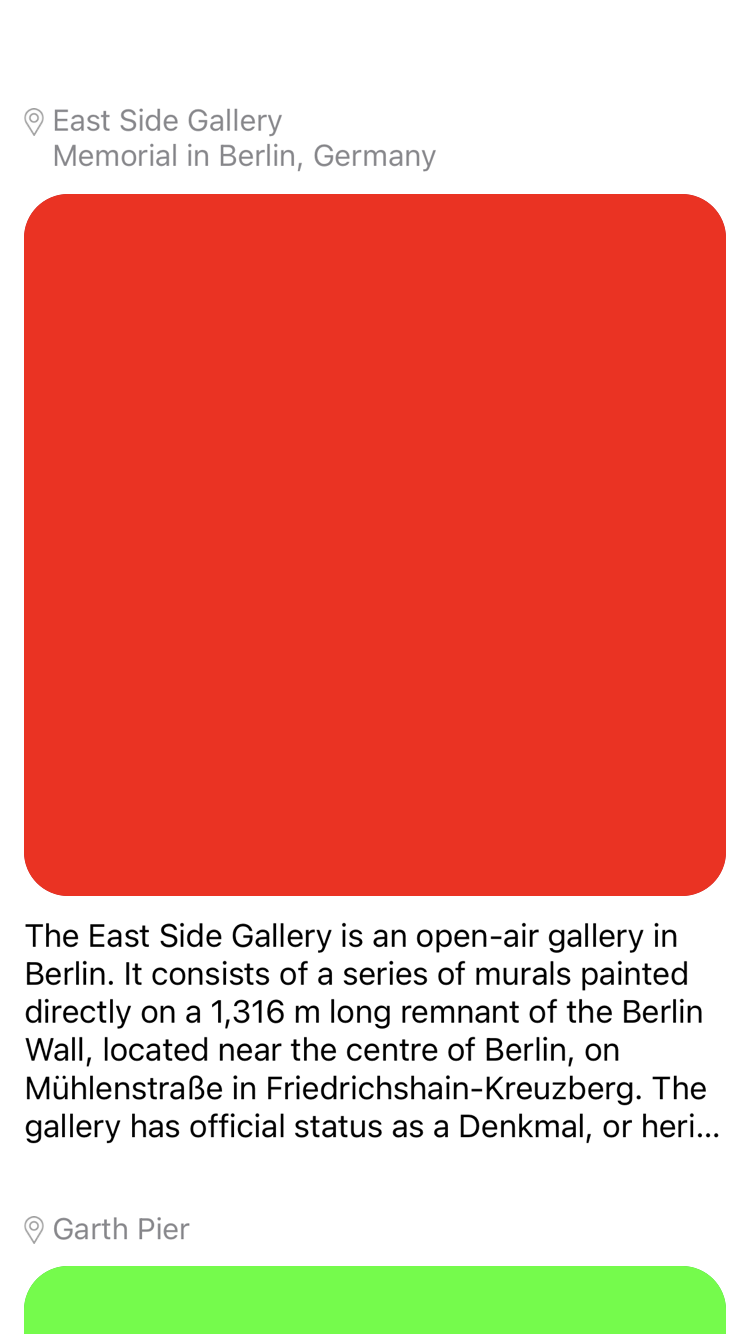 East Side Gallery
Memorial in Berlin, Germany
The East Side Gallery is an open-air gallery in
Berlin. It consists of a series of murals painted
directly on a 1,316 m long remnant of the Berlin
Wall, located near the centre of Berlin, on
Mühlenstraße in Friedrichshain-Kreuzberg. The
gallery has official status as a Denkmal, or heri...
Garth Pier